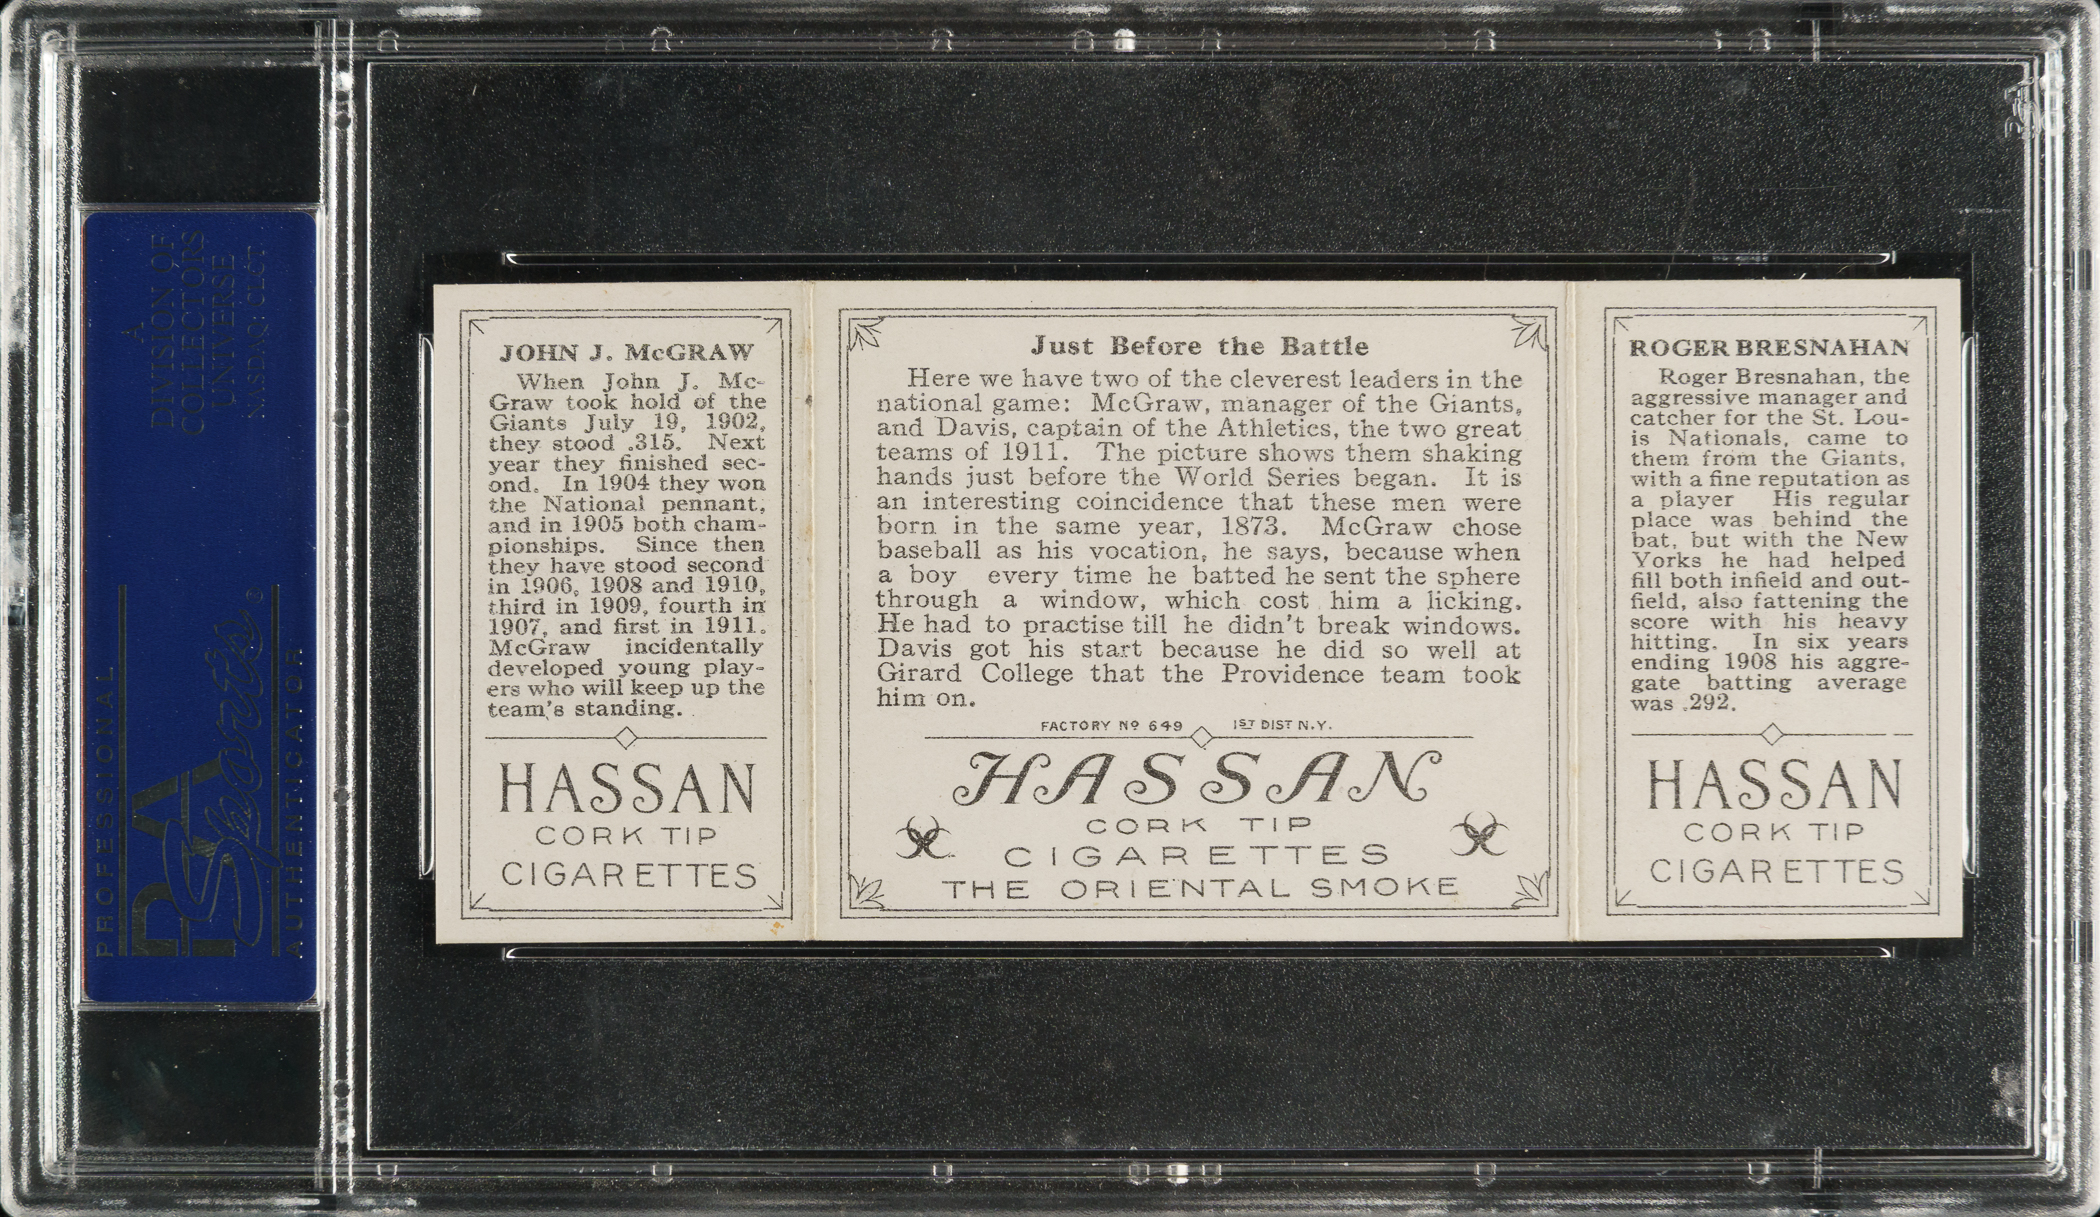 A
DIVISION OF
COLLECTORS
UNIVERSE
NASDAQ: CLCT
PROFESSIONAL
PSA
Sports®
AUTHENTICATOR
JOHN J. McGRAW
When John J. Mc-
Graw took hold of the
Giants July 19, 1902,
they stood .315. Next
year they finished sec-
ond. In 1904 they won
the National pennant,
and in 1905 both cham-
pionships. Since then
they have stood second
in 1906, 1908 and 1910,
third in 1909, fourth in
1907, and first in 1911.
McGraw incidentally
developed young play-
ers who will keep up the
team's standing.
HASSAN
CORK TIP
CIGARETTES
Just Before the Battle
Here we have two of the cleverest leaders in the
national game: McGraw, manager of the Giants,
and Davis, captain of the Athletics, the two great
teams of 1911. The picture shows them shaking
hands just before the World Series began. It is
an interesting coincidence that these men were
born in the same year, 1873. McGraw chose
baseball as his vocation, he says, because when
a boy every time he batted he sent the sphere
through a window, which cost him a licking.
He had to practise till he didn't break windows.
Davis got his start because he did so well at
Girard College that the Providence team took
him on.
FACTORY Nº 649 1ST DIST N.Y.
HASSAN
CORK TIP
CIGARETTES
THE ORIENTAL SMOKE
ROGER BRESNAHAN
Roger Bresnahan, the
aggressive manager and
catcher for the St. Lou-
is Nationals, came to
them from the Giants,
with a fine reputation as
a player His regular
place was behind the
bat, but with the New
Yorks he had helped
fill both infield and out-
field, also fattening the
score with his heavy
hitting. In six years
ending 1908 his aggre-
gate batting average
was .292.
HASSAN
CORK TIP
CIGARETTES